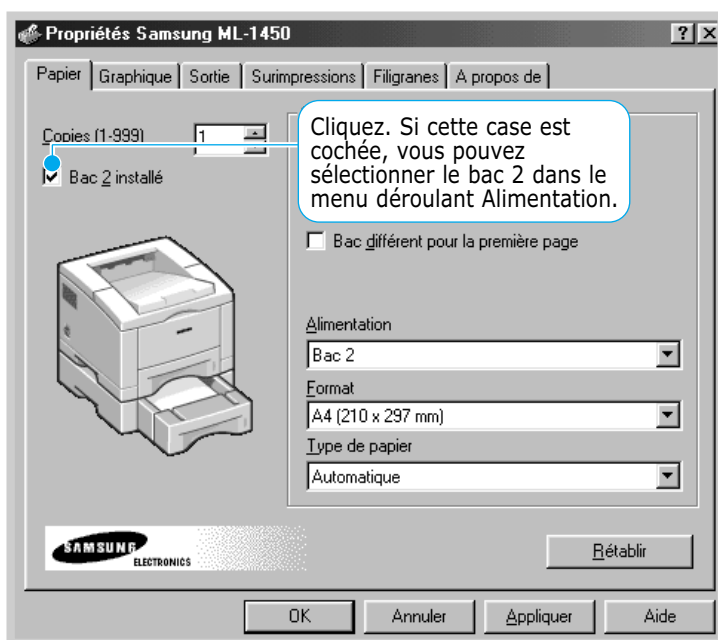 Propriétés Samsung ML-1450
Papier Graphique Sortie Surimpressions Filigranes A propos de
Copies (1-999) 1
Bac 2 installé
Cliquez. Si cette case est
cochée, vous pouvez
sélectionner le bac 2 dans le
menu déroulant Alimentation.
Bac différent pour la première page
Alimentation
Bac 2
Format
A4 (210 x 297 mm)
Type de papier
Automatique
SAMSUNG
ELECTRONICS
Rétablir
OK Annuler Appliquer Aide